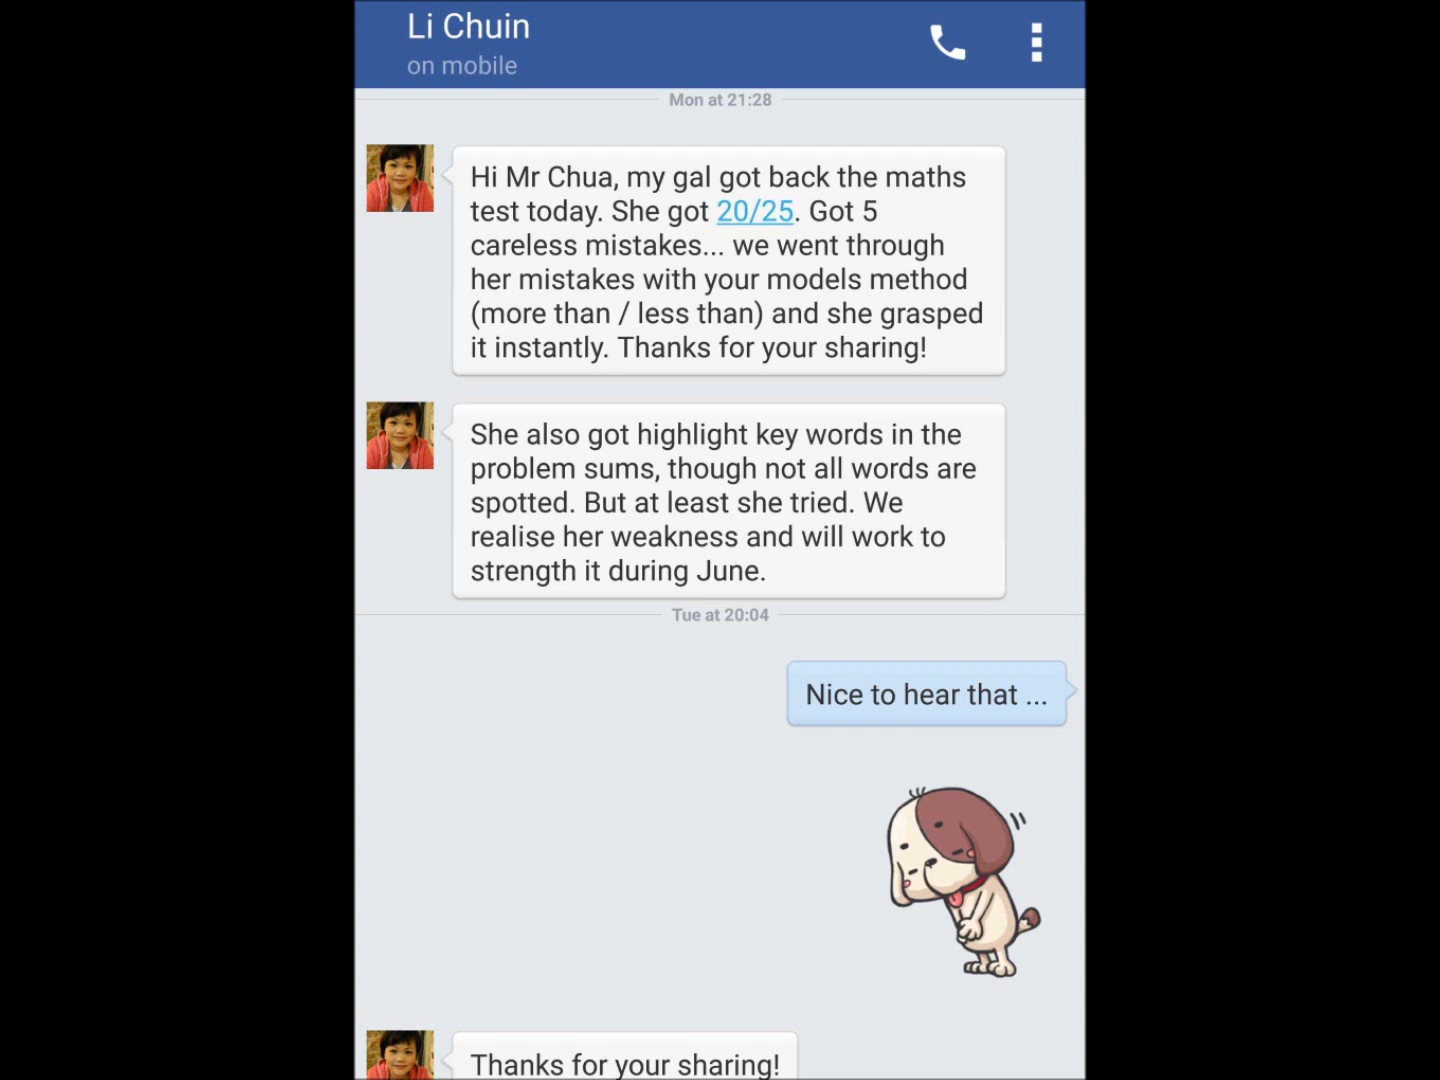 Li Chuin
on mobile
Mon at 21:28
Hi Mr Chua, my gal got back the maths
test today. She got 20/25. Got 5
careless mistakes... we went through
her mistakes with your models method
(more than / less than) and she grasped
it instantly. Thanks for your sharing!
She also got highlight key words in the
problem sums, though not all words are
spotted. But at least she tried. We
realise her weakness and will work to
strength it during June.
Tue at 20:04
Nice to hear that ...
Thanks for your sharing!